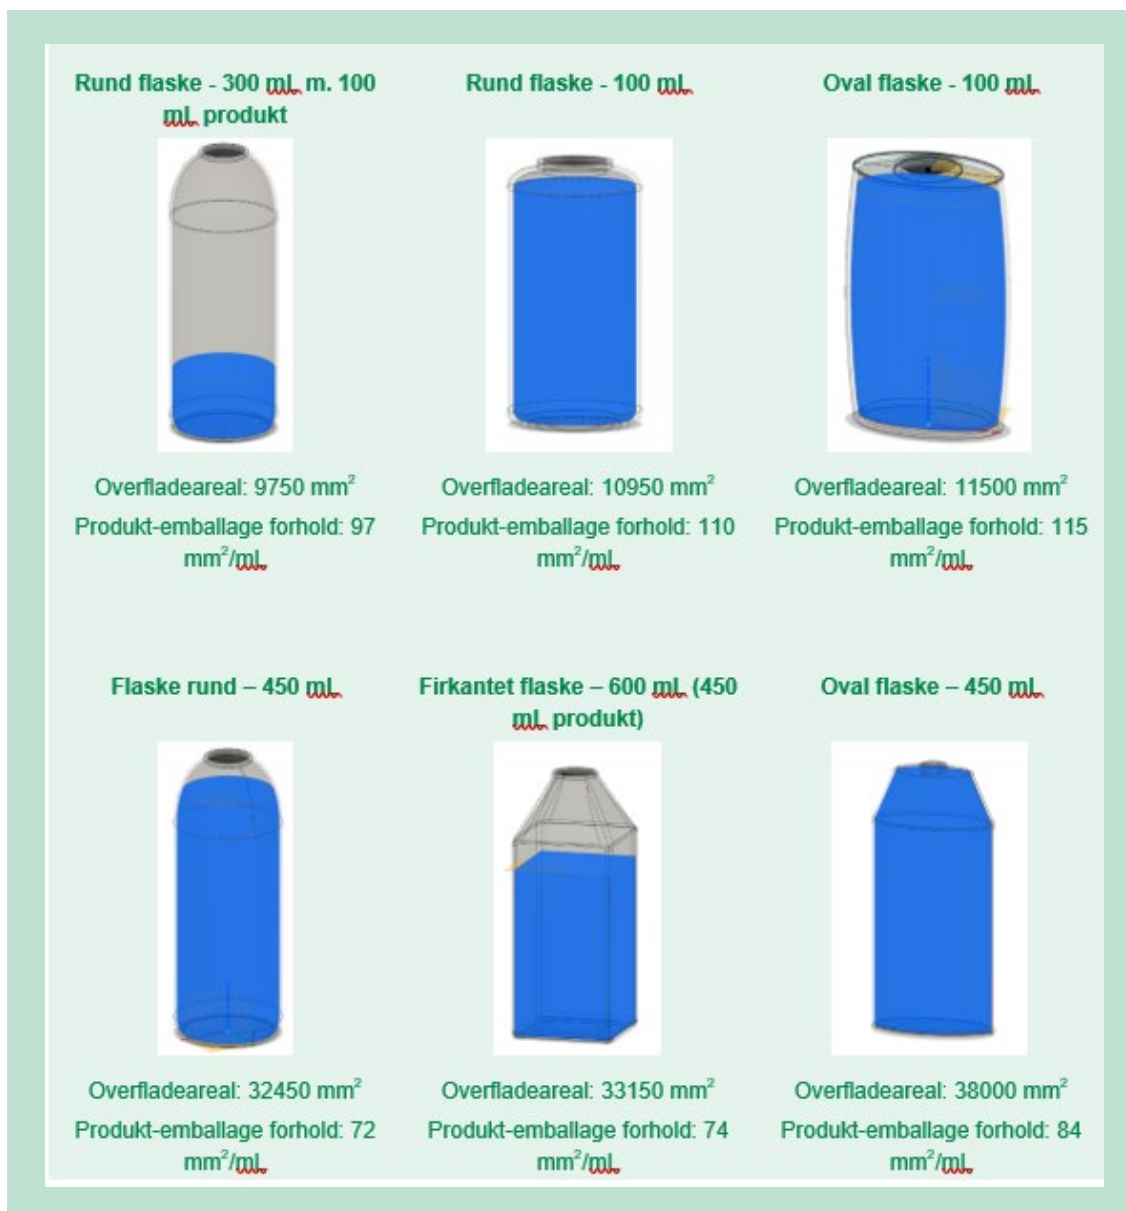 Rund flaske - 300 mL m. 100
mL produkt
Rund flaske - 100 mL
Oval flaske - 100 mL
Overfladeareal: 9750 mm²
Produkt-emballage forhold: 97
mm²/mL
Overfladeareal: 10950 mm²
Produkt-emballage forhold: 110
mm²/mL
Overfladeareal: 11500 mm²
Produkt-emballage forhold: 115
mm²/mL
Flaske rund – 450 mL
Firkantet flaske – 600 mL (450
mL produkt)
Oval flaske – 450 mL
Overfladeareal: 32450 mm²
Produkt-emballage forhold: 72
mm²/mL
Overfladeareal: 33150 mm²
Produkt-emballage forhold: 74
mm²/mL
Overfladeareal: 38000 mm²
Produkt-emballage forhold: 84
mm²/mL